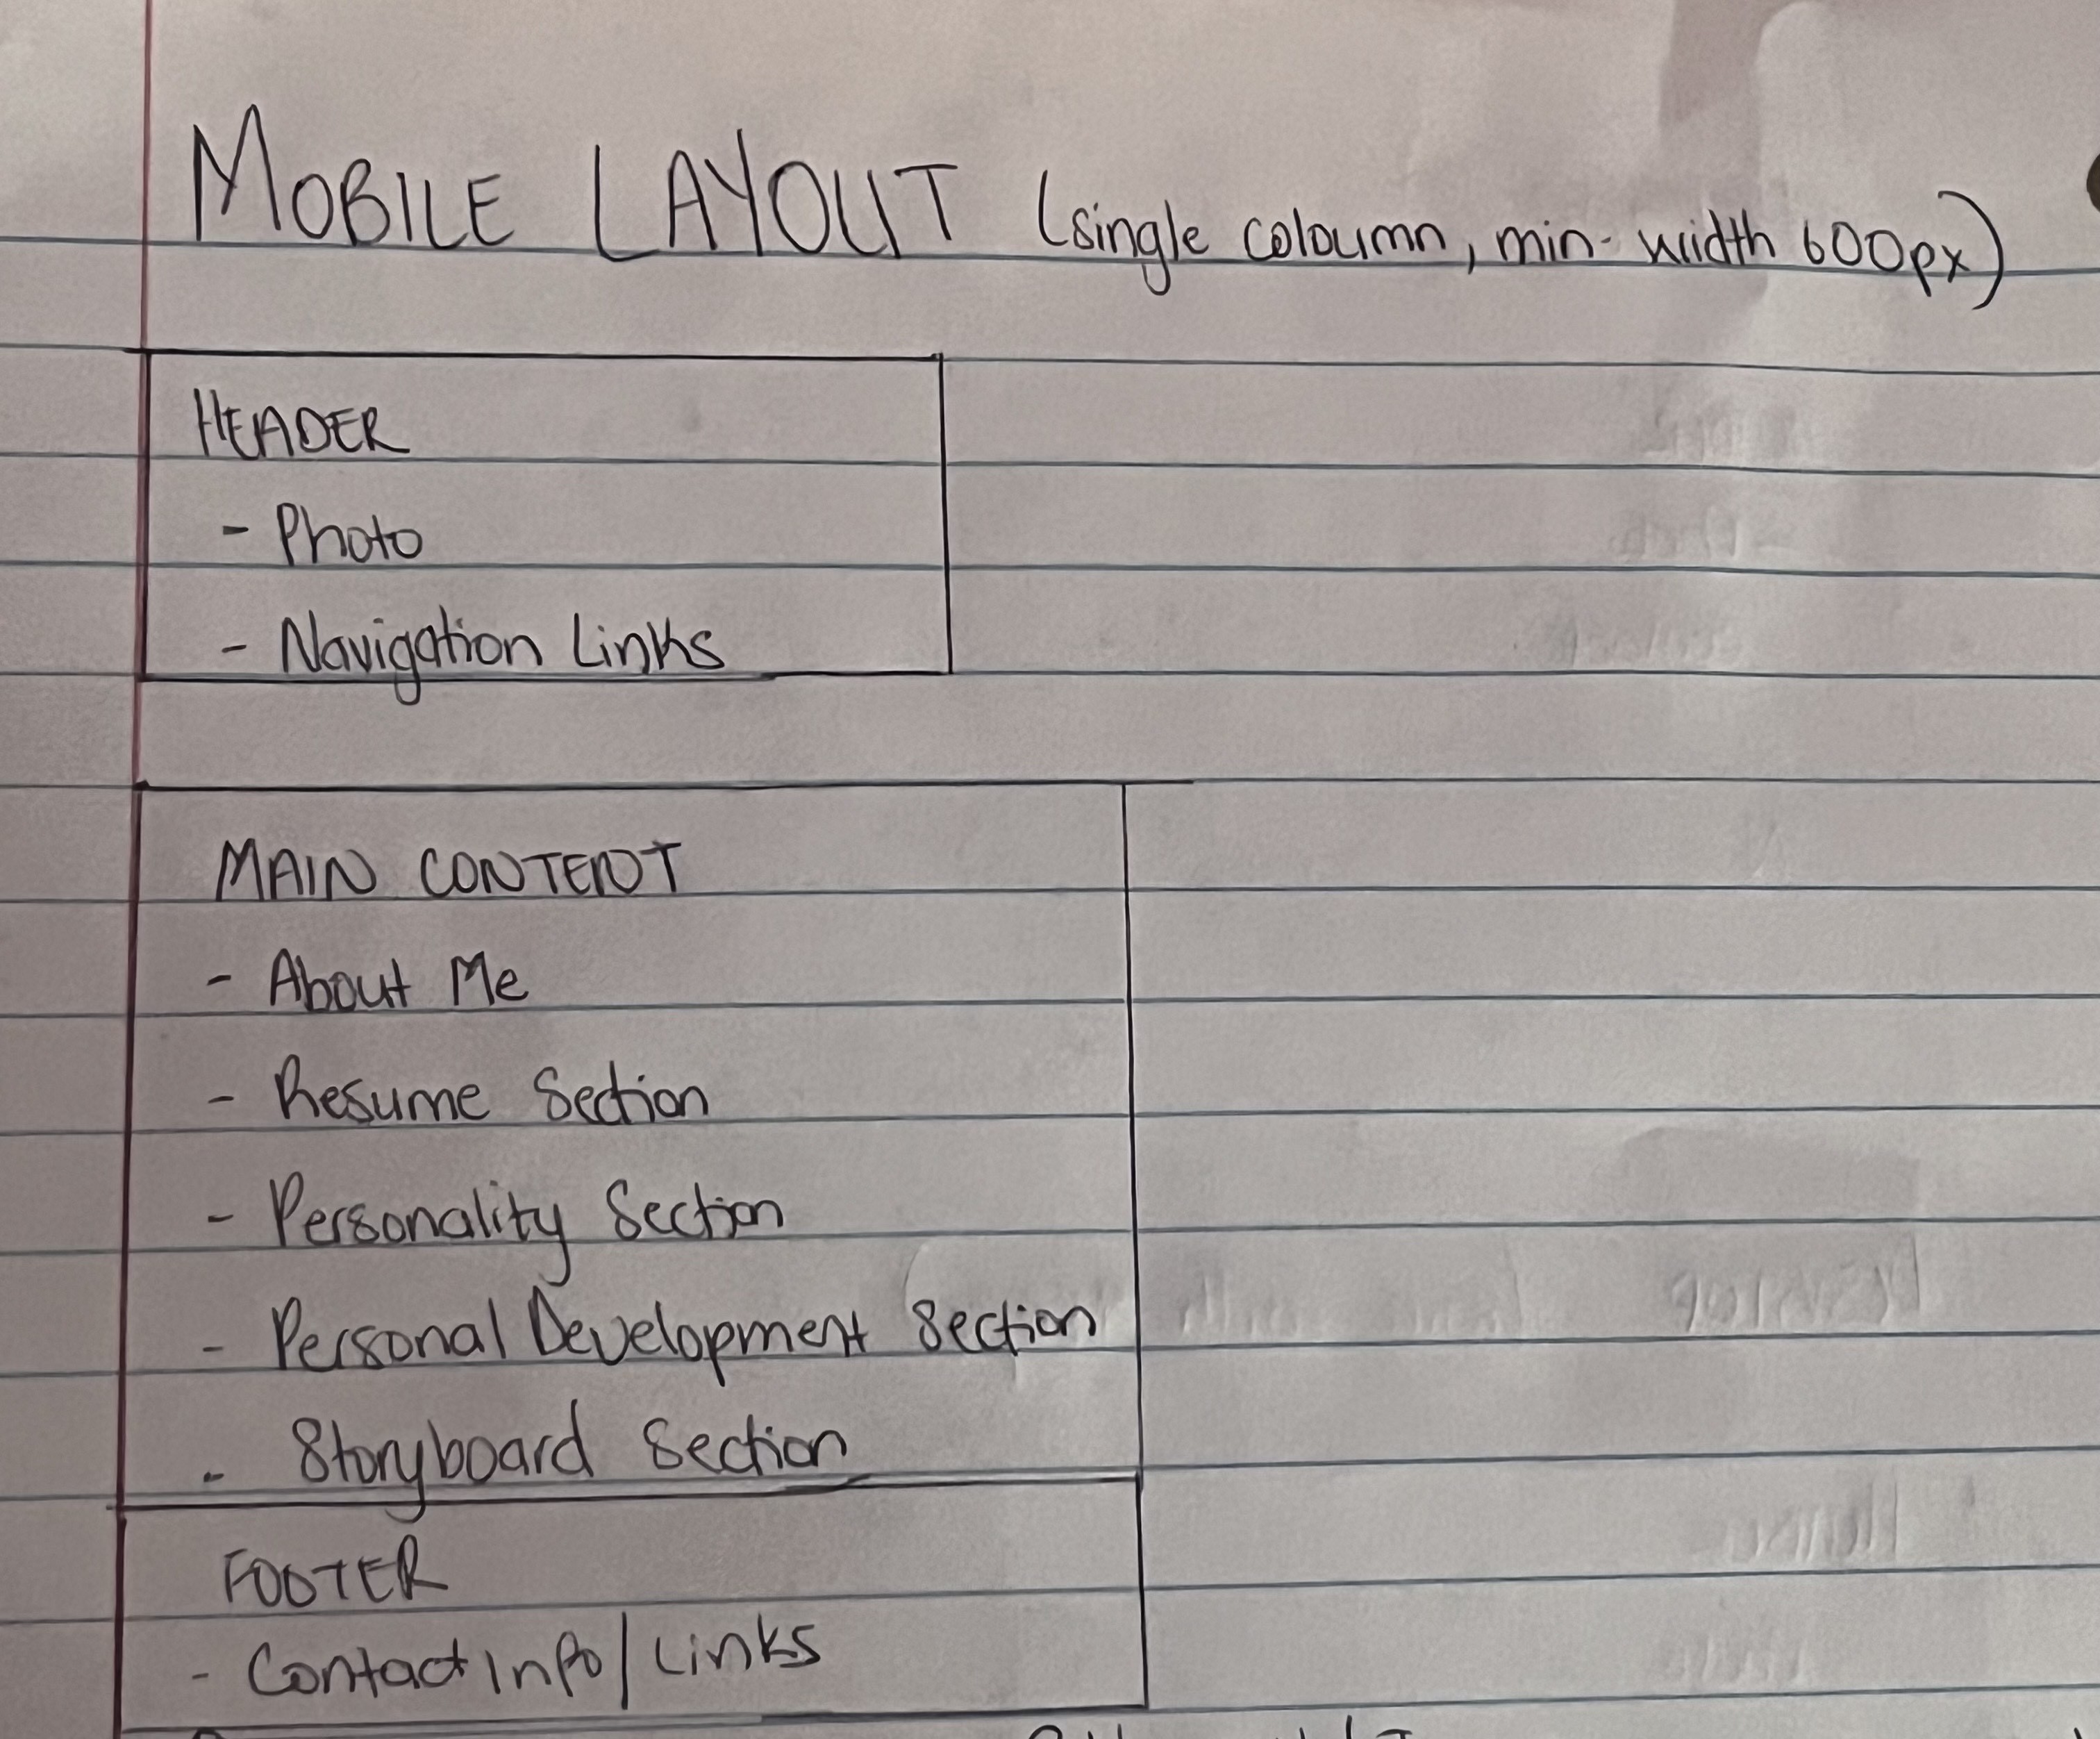 MOBILE LAYOUT (single coloumn, min-width 600px)
HEADER
- Photo
- Navigation Links
MAIN CONTENT
- About Me
- Resume Section
- Personality Section
- Personal Development Section
- Storyboard Section
FOOTER
- Contact Info/Links